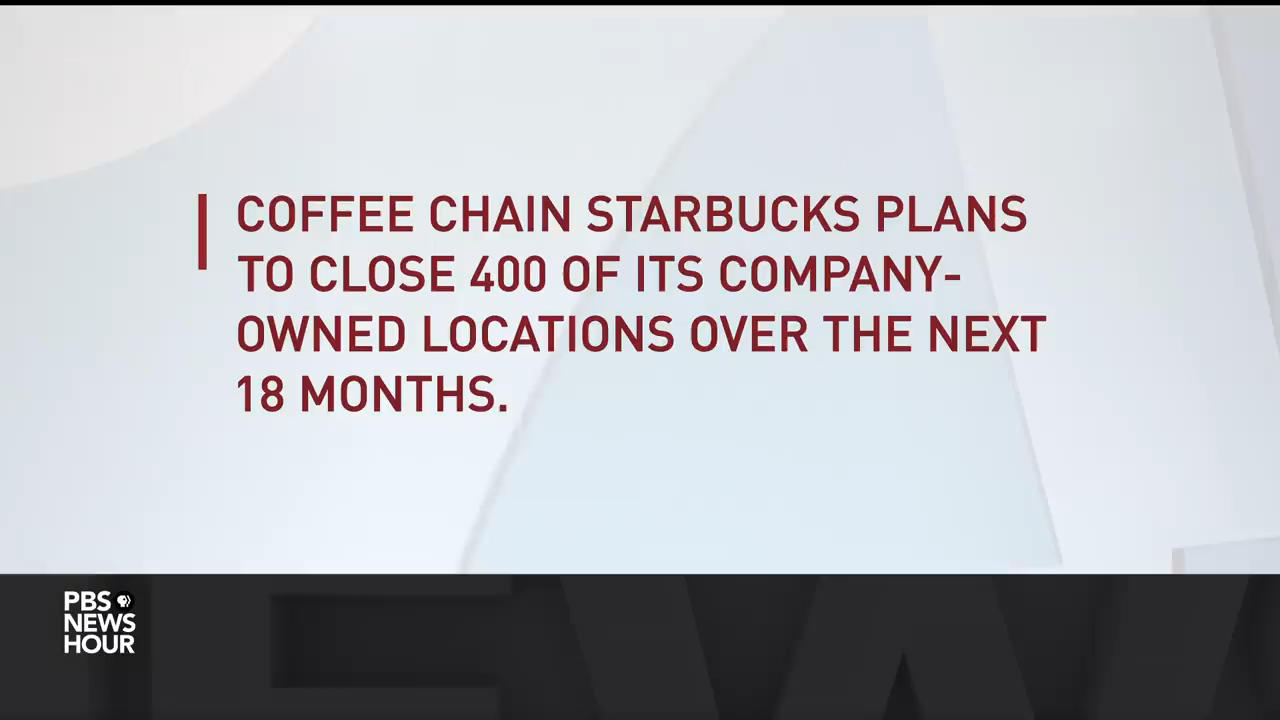 COFFEE CHAIN STARBUCKS PLANS
TO CLOSE 400 OF ITS COMPANY-
OWNED LOCATIONS OVER THE NEXT
18 MONTHS.
PBS
NEWS
HOUR